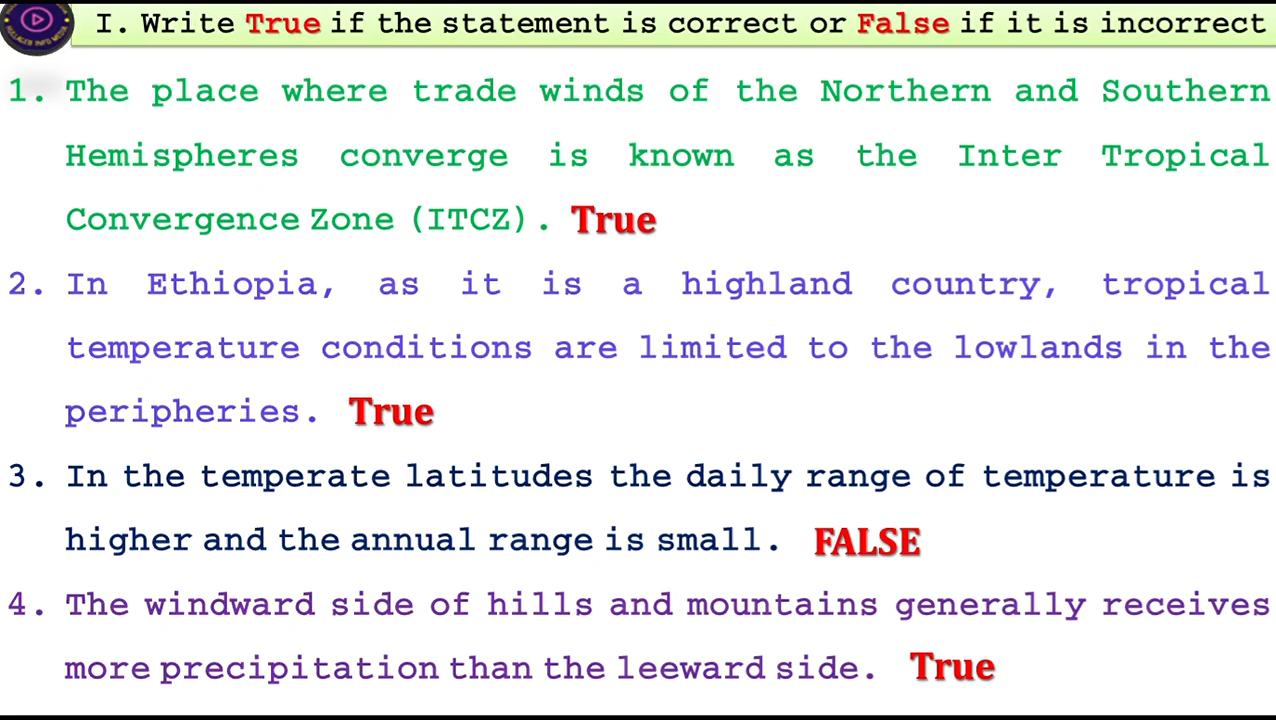 I. Write True if the statement is correct or False if it is incorrect
1. The place where trade winds of the Northern and Southern
Hemispheres converge is known as the Inter Tropical
Convergence Zone (ITCZ). True
2. In Ethiopia, as it is a highland country, tropical
temperature conditions are limited to the lowlands in the
peripheries. True
3. In the temperate latitudes the daily range of temperature is
higher and the annual range is small. FALSE
4. The windward side of hills and mountains generally receives
more precipitation than the leeward side. True